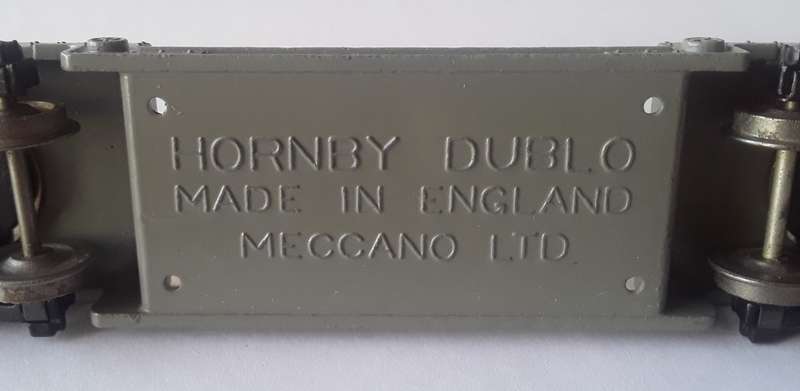 HORNBY DUBLO
MADE IN ENGLAND
MECCANO LTD